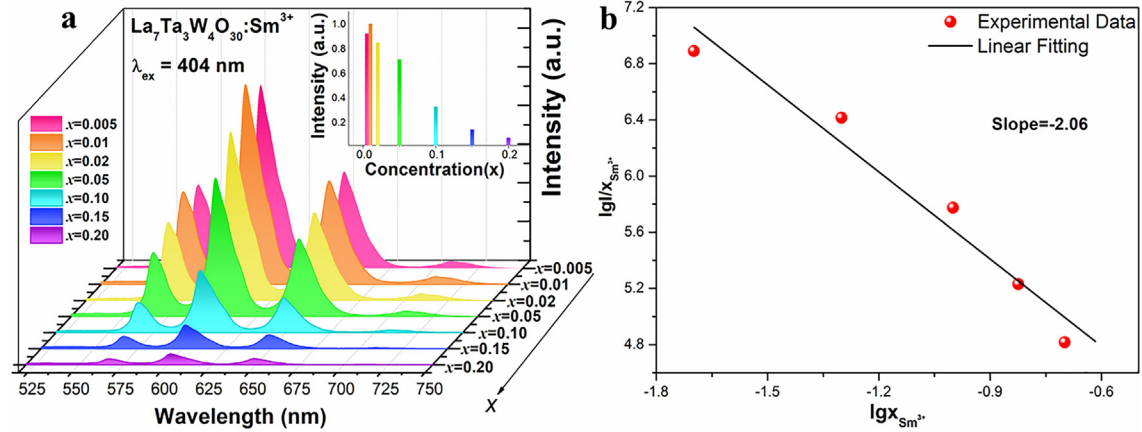 a
La₇Ta₃W₄O₃₀:Sm³⁺
λex = 404 nm
x=0.005
x=0.01
x=0.02
x=0.05
x=0.10
x=0.15
x=0.20
Intensity (a.u.)
1.0
0.8
0.6
0.4
0.2
0.0 0.1 0.2
Concentration(x)
Intensity (a.u.)
x=0.005
x=0.01
x=0.02
x=0.05
x=0.10
x=0.15
x=0.20
X
525 550 575 600 625 650 675 700 725 750
Wavelength (nm)
b
Experimental Data
Linear Fitting
Slope=-2.06
lgI/xSm³⁺
7.2
6.8
6.4
6.0
5.6
5.2
4.8
-1.8 -1.5 -1.2 -0.9 -0.6
lgxSm³⁺